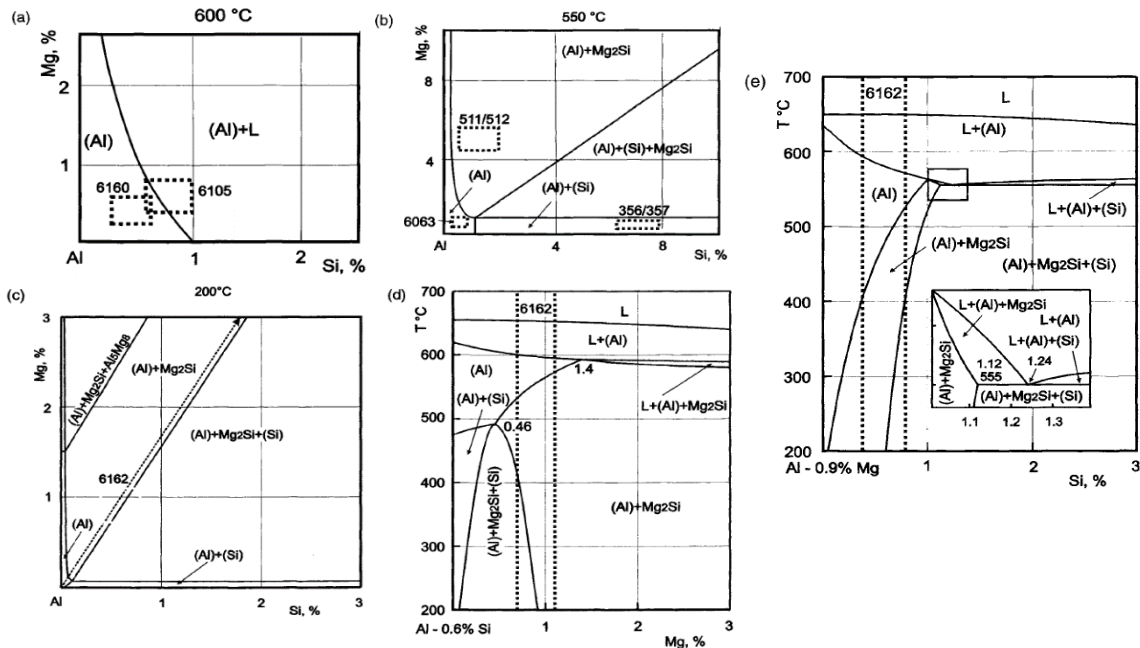 (a)
600 °C
Mg, %
2
1
(Al)
(Al)+L
6160
6105
Al
1
2
Si, %
(b)
550 °C
Mg, %
8
4
(Al)+Mg2Si
511/512
(Al)+(Si)+Mg2Si
(Al)
(Al)+(Si)
6063
356/357
Al
4
8
Si, %
(c)
200°C
Mg, %
3
2
1
(Al)+Mg2Si+Al5Mg8
(Al)+Mg2Si
(Al)+Mg2Si+(Si)
6162
(Al)
(Al)+(Si)
Al
1
2
3
Si, %
(d)
T °C
700
600
500
400
300
200
6162
L
L+(Al)
(Al)
1.4
(Al)+(Si)
L+(Al)+Mg2Si
0.46
(Al)+Mg2Si+(Si)
(Al)+Mg2Si
Al - 0.6% Si
1
2
3
Mg, %
(e)
T °C
700
600
500
400
300
200
6162
L
L+(Al)
(Al)
L+(Al)+(Si)
(Al)+Mg2Si
(Al)+Mg2Si+(Si)
L+(Al)+Mg2Si
L+(Al)
L+(Al)+(Si)
1.12
1.24
555
(Al)+Mg2Si
(Al)+Mg2Si+(Si)
1.1
1.2
1.3
Al - 0.9% Mg
1
2
3
Si, %